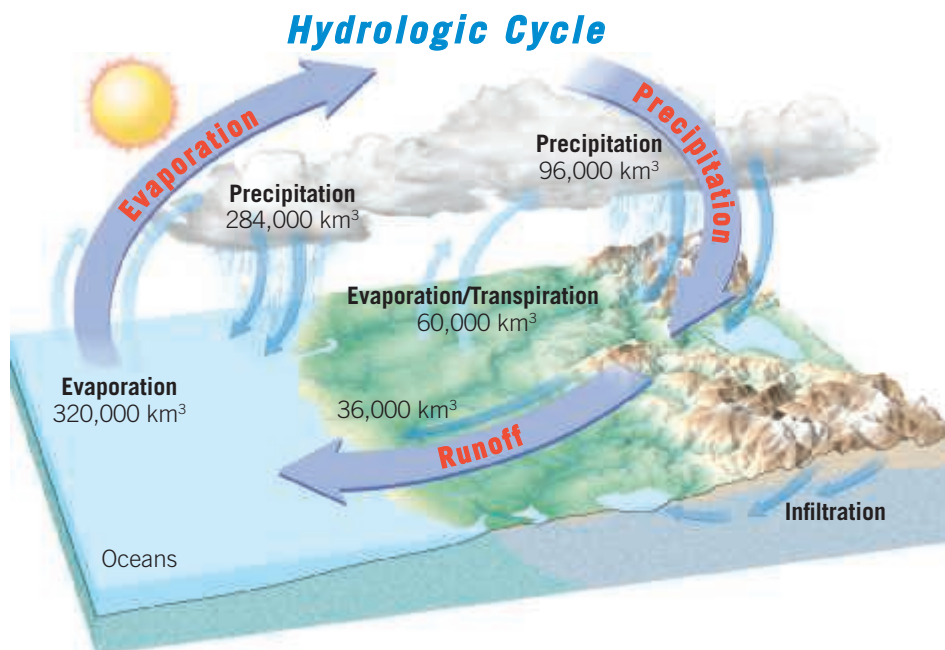 Hydrologic Cycle
Evaporation
Precipitation
Precipitation
96,000 km³
Precipitation
284,000 km³
Evaporation/Transpiration
60,000 km³
Evaporation
320,000 km³
36,000 km³
Runoff
Infiltration
Oceans